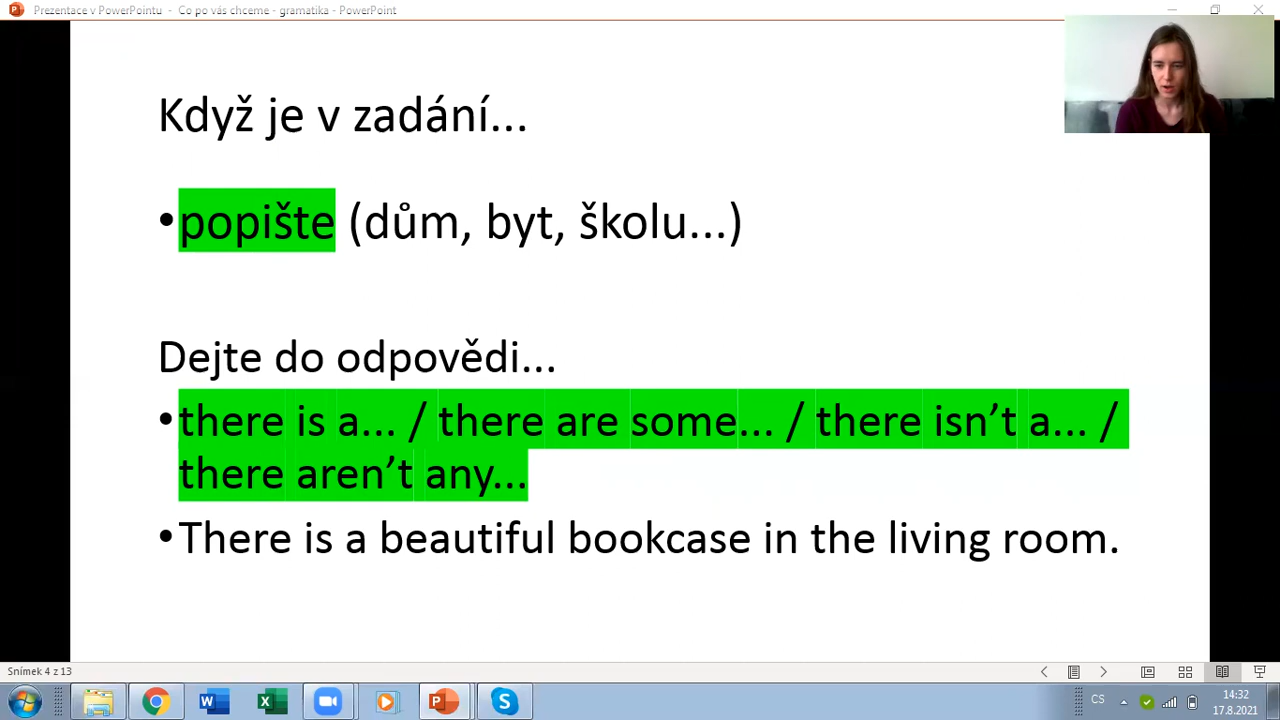 Prezentace v PowerPointu - Co po vás chceme - gramatika - PowerPoint
Když je v zadání...
•popište (dům, byt, školu...)
Dejte do odpovědi...
•there is a... / there are some... / there isn’t a... /
there aren’t any...
•There is a beautiful bookcase in the living room.
Snímek 4 z 13
CS
14:32
17.8.2021